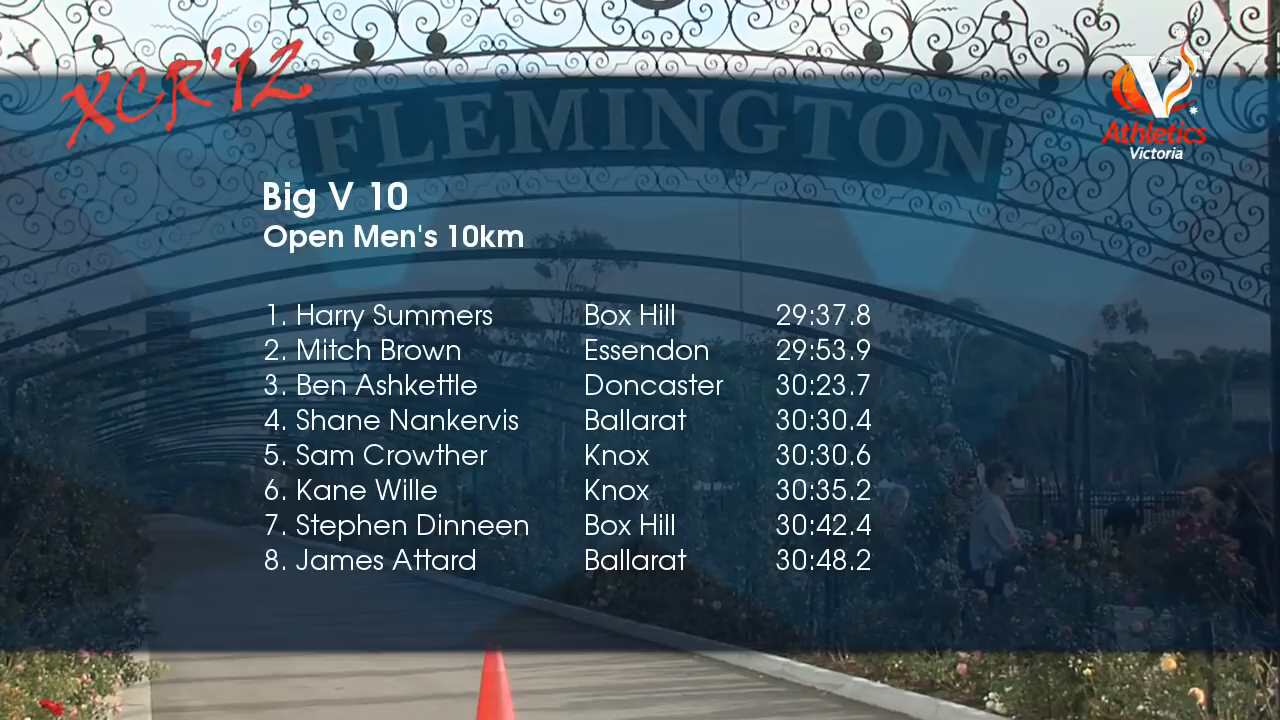 XCR'12
FLEMINGTON
Athletics
Victoria
Big V 10
Open Men's 10km
1. Harry Summers Box Hill 29:37.8
2. Mitch Brown Essendon 29:53.9
3. Ben Ashkettle Doncaster 30:23.7
4. Shane Nankervis Ballarat 30:30.4
5. Sam Crowther Knox 30:30.6
6. Kane Wille Knox 30:35.2
7. Stephen Dinneen Box Hill 30:42.4
8. James Attard Ballarat 30:48.2